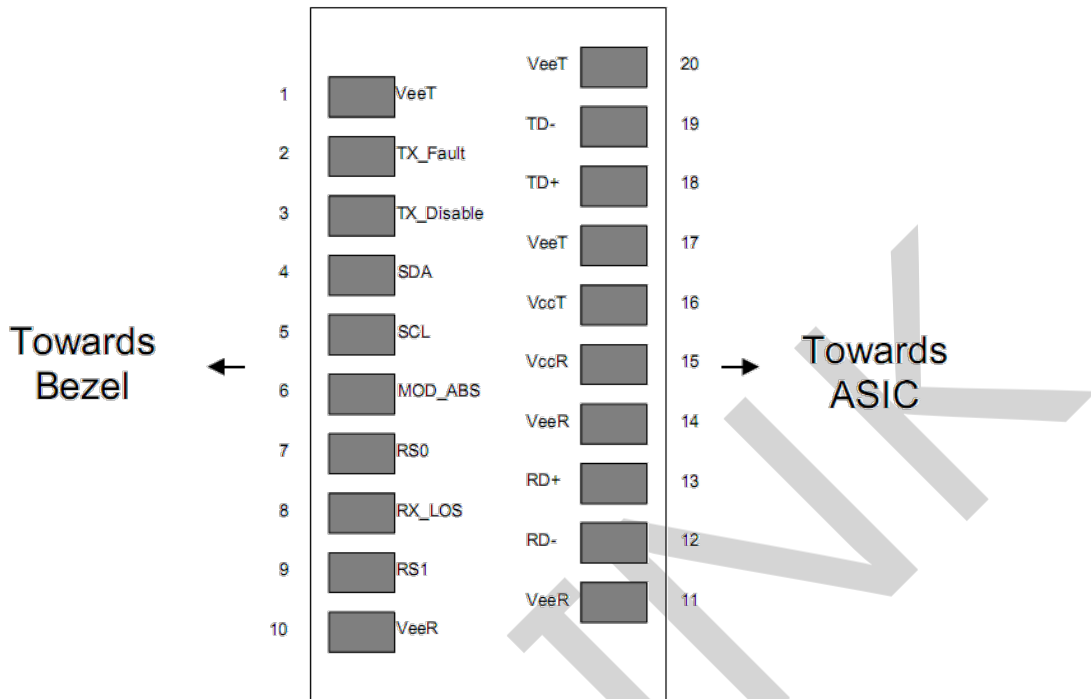 VeeT 20
1 VeeT
TD- 19
2 TX_Fault
TD+ 18
3 TX_Disable
VeeT 17
4 SDA
VccT 16
5 SCL
Towards
Bezel
VccR 15
Towards
ASIC
6 MOD_ABS
VeeR 14
7 RS0
RD+ 13
8 RX_LOS
RD- 12
9 RS1
VeeR 11
10 VeeR